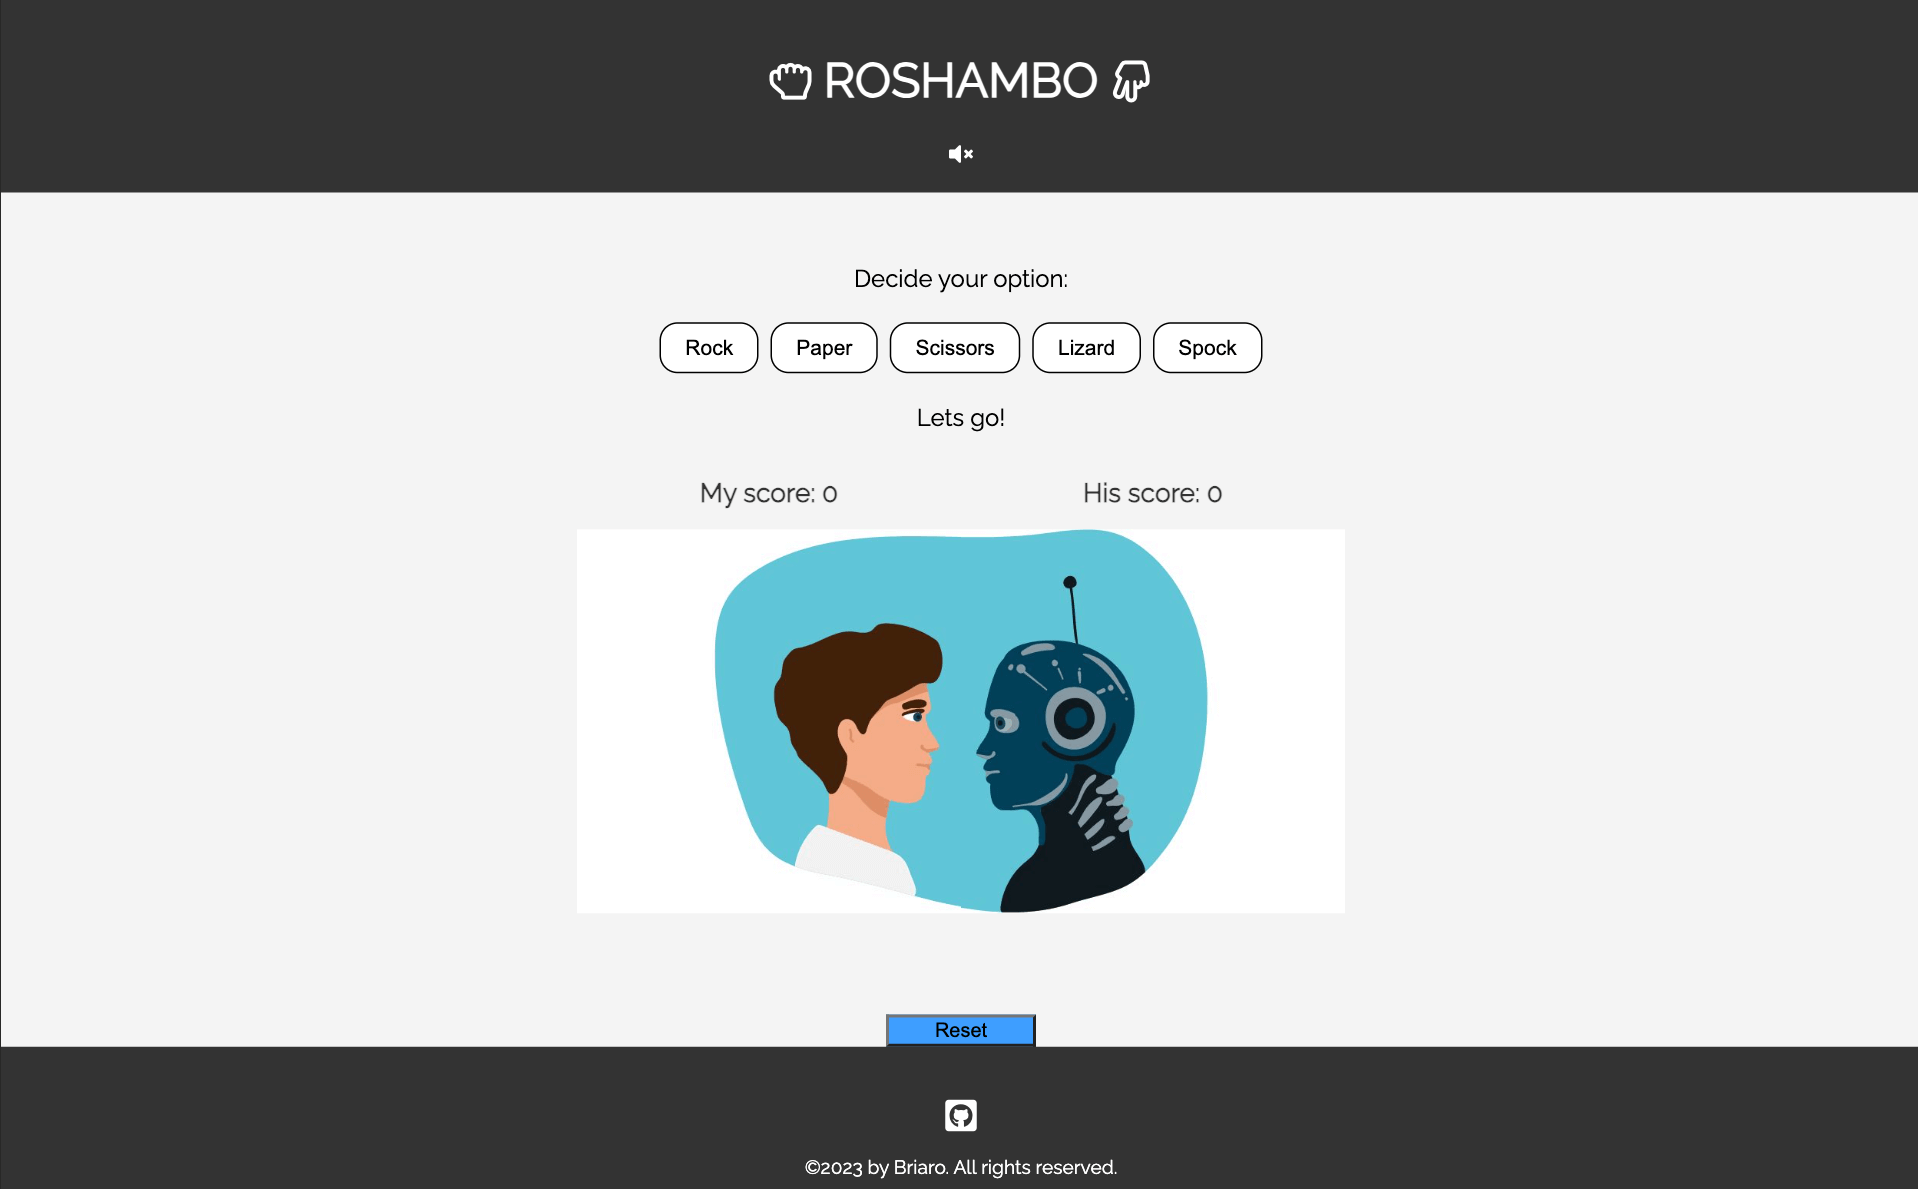 ROSHAMBO
Decide your option:
Rock Paper Scissors Lizard Spock
Lets go!
My score: 0 His score: 0
Reset
©2023 by Briaro. All rights reserved.